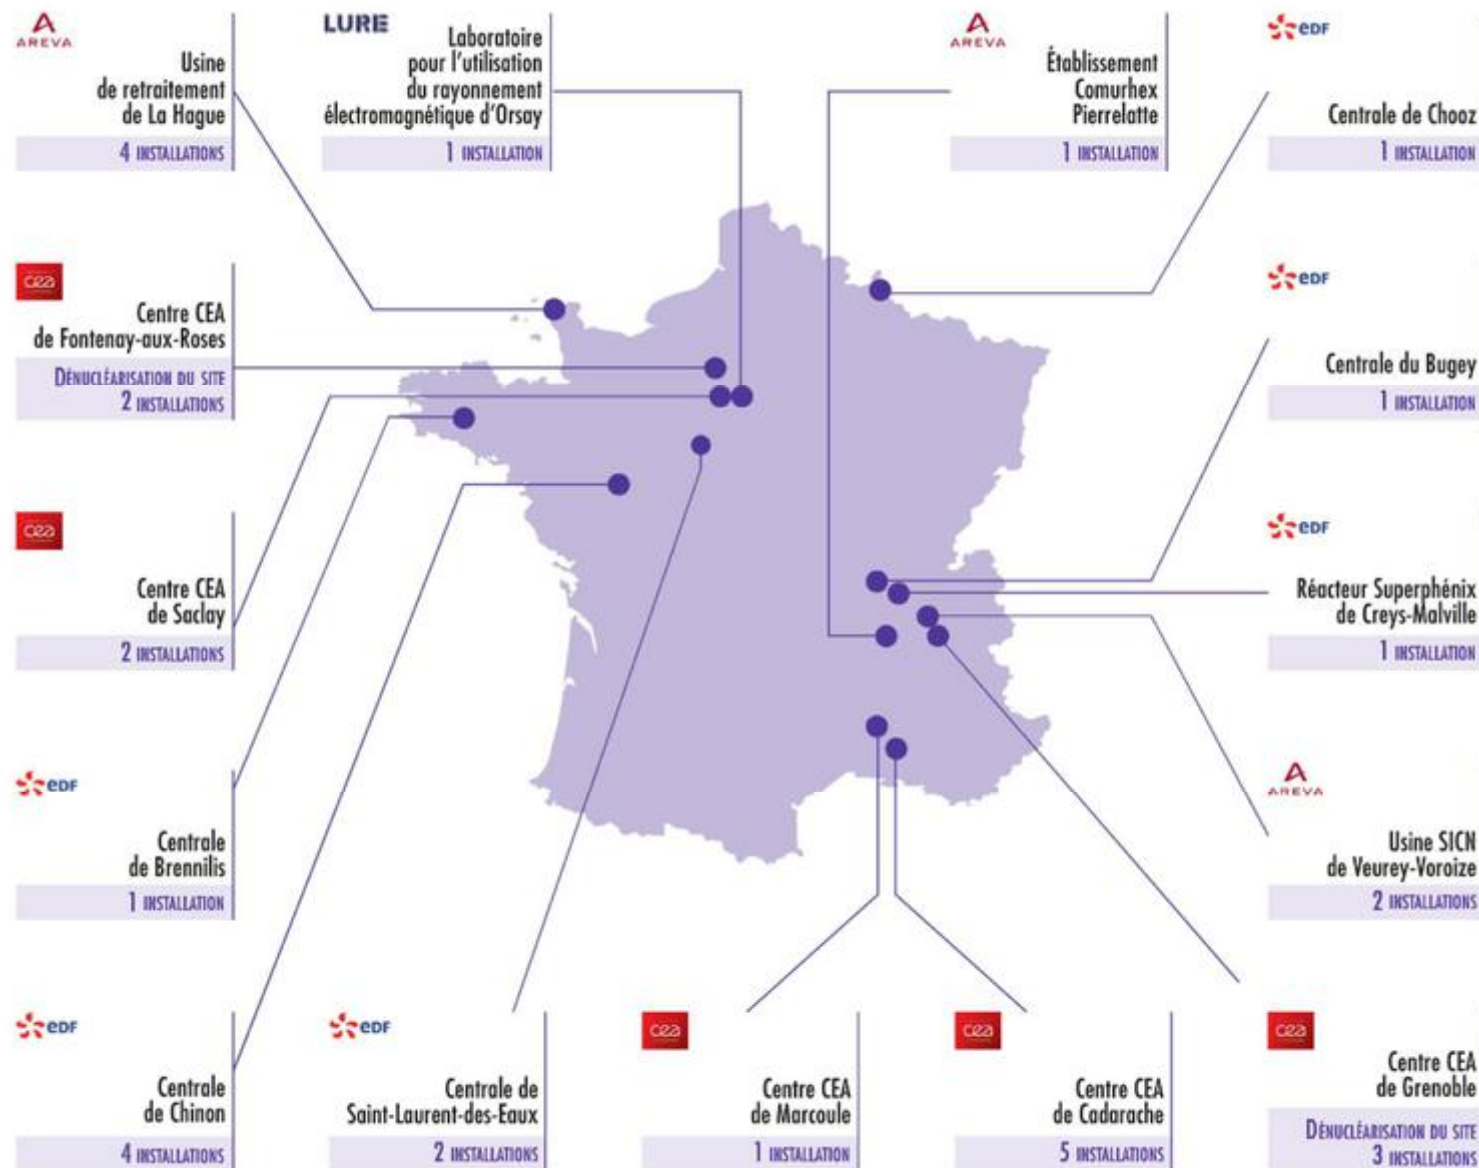 AREVA
Usine
de retraitement
de La Hague
4 INSTALLATIONS
LURE
Laboratoire
pour l'utilisation
du rayonnement
électromagnétique d'Orsay
1 INSTALLATION
AREVA
Établissement
Comurhex
Pierrelatte
1 INSTALLATION
eDF
Centrale de Chooz
1 INSTALLATION
cea
Centre CEA
de Fontenay-aux-Roses
DÉNUCLÉARISATION DU SITE
2 INSTALLATIONS
eDF
Centrale du Bugey
1 INSTALLATION
cea
Centre CEA
de Saclay
2 INSTALLATIONS
eDF
Réacteur Superphénix
de Creys-Malville
1 INSTALLATION
eDF
Centrale
de Brennilis
1 INSTALLATION
AREVA
Usine SICN
de Veurey-Voroize
2 INSTALLATIONS
eDF
Centrale
de Chinon
4 INSTALLATIONS
eDF
Centrale de
Saint-Laurent-des-Eaux
2 INSTALLATIONS
cea
Centre CEA
de Marcoule
1 INSTALLATION
cea
Centre CEA
de Cadarache
5 INSTALLATIONS
cea
Centre CEA
de Grenoble
DÉNUCLÉARISATION DU SITE
3 INSTALLATIONS